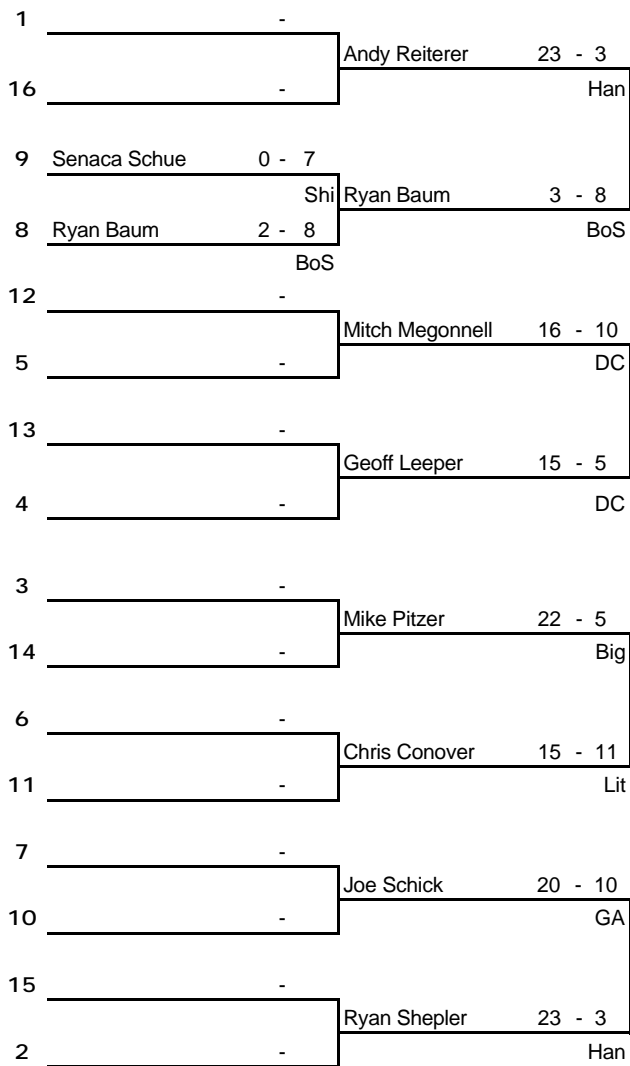 1 -
Andy Reiterer 23 - 3
16 - Han
9 Senaca Schue 0 - 7
Shi Ryan Baum 3 - 8
8 Ryan Baum 2 - 8 BoS
BoS
12 -
Mitch Megonnell 16 - 10
5 - DC
13 -
Geoff Leeper 15 - 5
4 - DC
3 -
Mike Pitzer 22 - 5
14 - Big
6 -
Chris Conover 15 - 11
11 - Lit
7 -
Joe Schick 20 - 10
10 - GA
15 -
Ryan Shepler 23 - 3
2 - Han